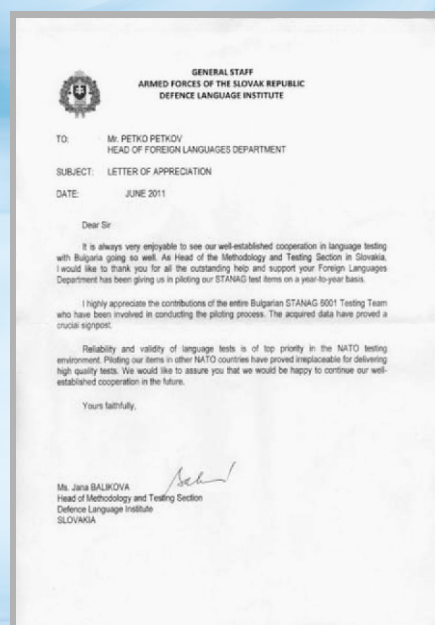 GENERAL STAFF
ARMED FORCES OF THE SLOVAK REPUBLIC
DEFENCE LANGUAGE INSTITUTE
TO: Mr. PETKO PETKOV
HEAD OF FOREIGN LANGUAGES DEPARTMENT
SUBJECT: LETTER OF APPRECIATION
DATE: JUNE 2011
Dear Sir
It is always very enjoyable to see our well-established cooperation in language testing
with Bulgaria going so well. As Head of the Methodology and Testing Section in Slovakia,
I would like to thank you for all the outstanding help and support your Foreign Languages
Department has been giving us in piloting our STANAG test items on a year-to-year basis.
I highly appreciate the contributions of the entire Bulgarian STANAG 6001 Testing Team
who have been involved in conducting the piloting process. The acquired data have proved a
crucial signpost.
Reliability and validity of language tests is of top priority in the NATO testing
environment. Piloting our items in other NATO countries have proved irreplaceable for delivering
high quality tests. We would like to assure you that we would be happy to continue our well-
established cooperation in the future.
Yours faithfully,
Ms. Jana BALIKOVA
Head of Methodology and Testing Section
Defence Language Institute
SLOVAKIA